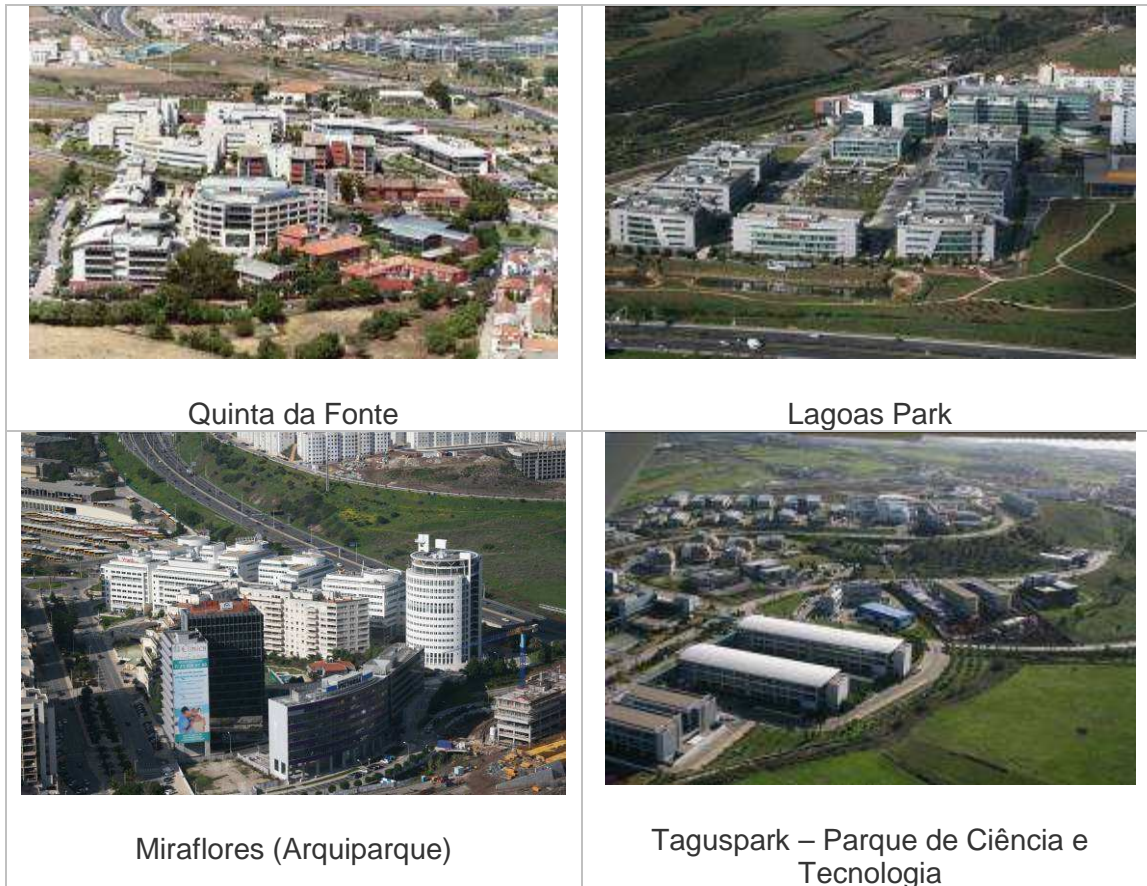 Quinta da Fonte
Lagoas Park
Miraflores (Arquiparque)
Taguspark – Parque de Ciência e
Tecnologia